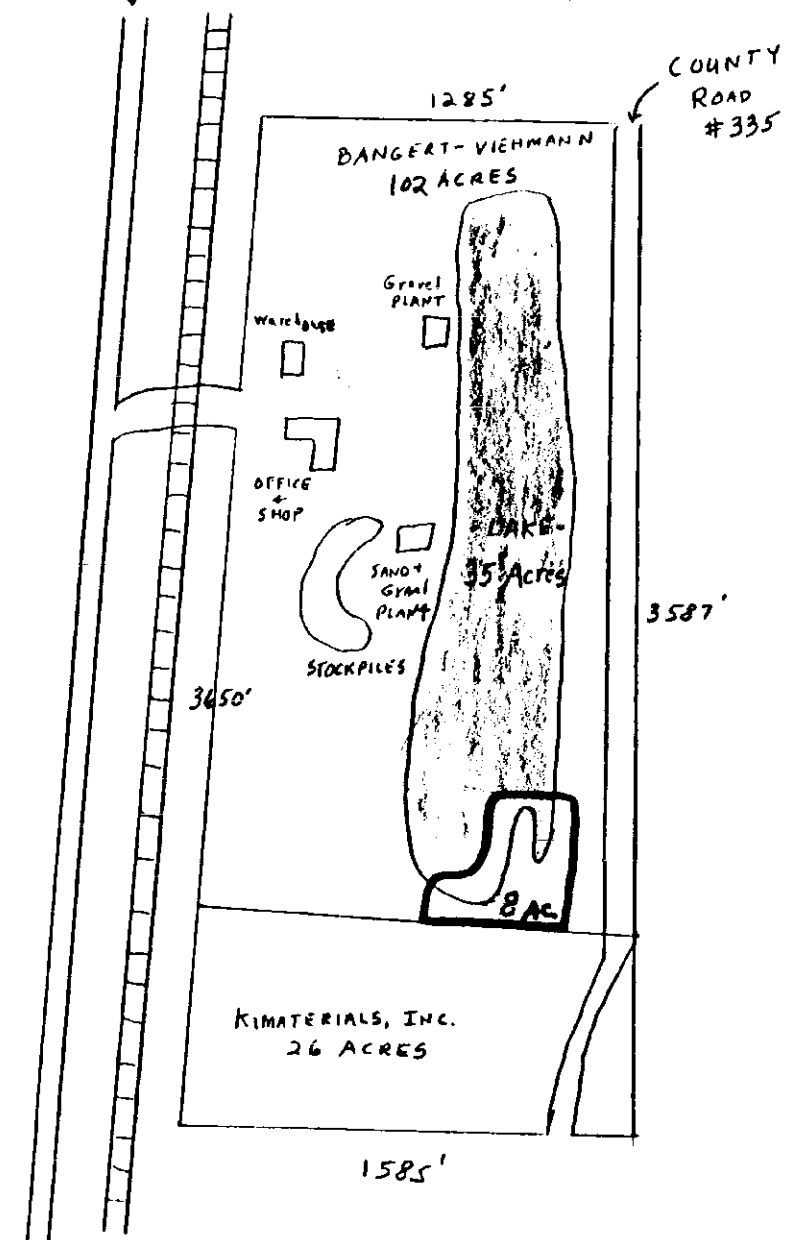 COUNTY
ROAD
#335
1285'
BANGERT-VIEHMANN
102 ACRES
Gravel
PLANT
Warehouse
OFFICE
+
SHOP
SAND +
Gravl
PLANT
STOCKPILES
LAKE-
35 Acres
3587'
3650'
8 Ac.
KIMATERIALS, INC.
26 ACRES
1585'